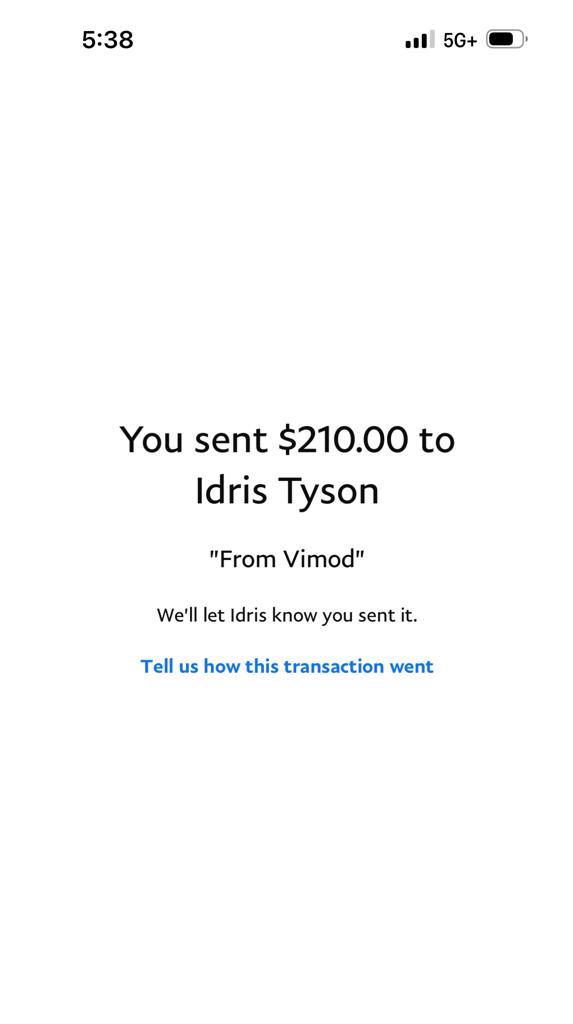 5:38 5G+
You sent $210.00 to
Idris Tyson
"From Vimod"
We'll let Idris know you sent it.
Tell us how this transaction went